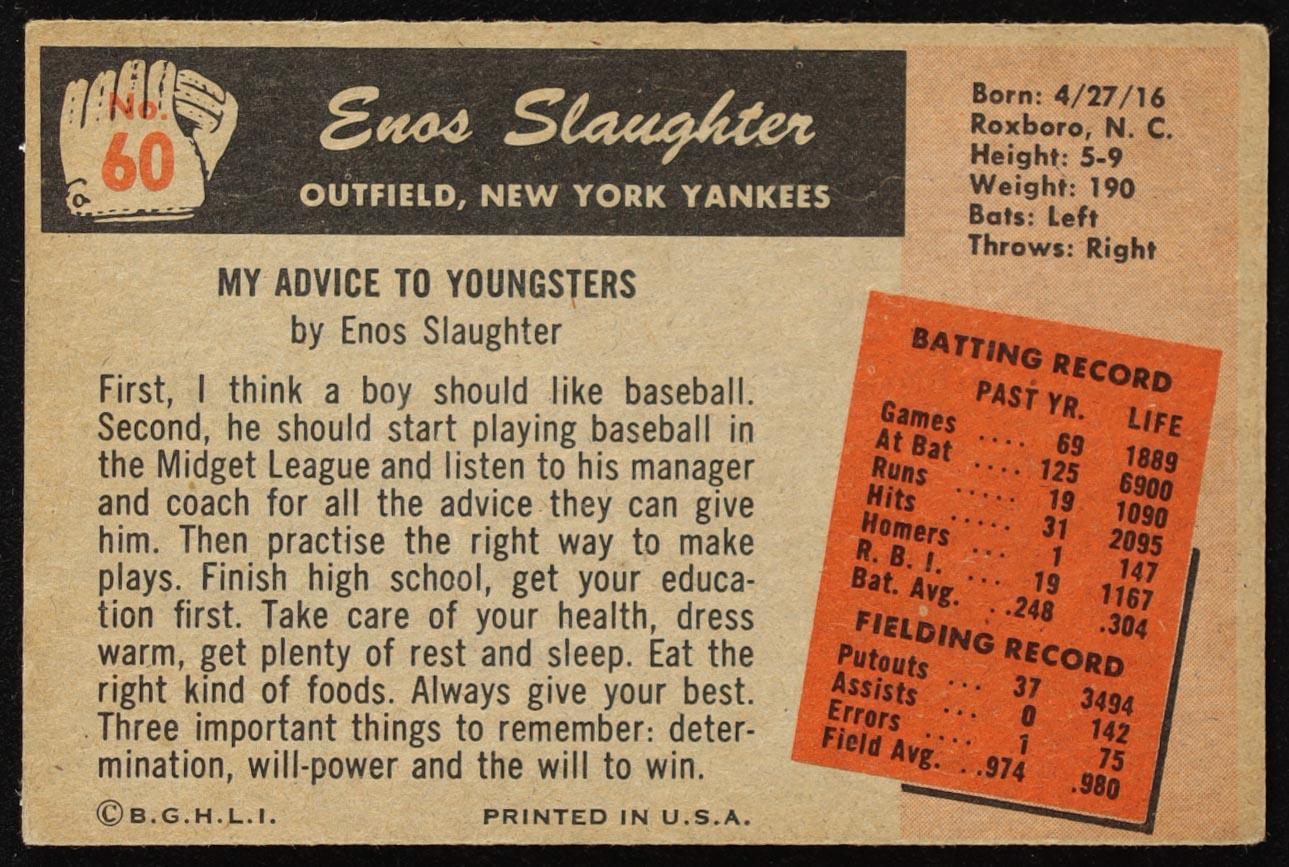 No.
60
Enos Slaughter
OUTFIELD, NEW YORK YANKEES
Born: 4/27/16
Roxboro, N. C.
Height: 5-9
Weight: 190
Bats: Left
Throws: Right
MY ADVICE TO YOUNGSTERS
by Enos Slaughter
First, I think a boy should like baseball.
Second, he should start playing baseball in
the Midget League and listen to his manager
and coach for all the advice they can give
him. Then practise the right way to make
plays. Finish high school, get your educa-
tion first. Take care of your health, dress
warm, get plenty of rest and sleep. Eat the
right kind of foods. Always give your best.
Three important things to remember: deter-
mination, will-power and the will to win.
©B.G.H.L.I. PRINTED IN U.S.A.
BATTING RECORD
PAST YR. LIFE
Games .... 69 1889
At Bat .... 125 6900
Runs ..... 19 1090
Hits ..... 31 2095
Homers ... 1 147
R. B. I. ... 19 1167
Bat. Avg. ..248 .304
FIELDING RECORD
Putouts ... 37 3494
Assists ... 0 142
Errors .... 1 75
Field Avg. ..974 .980